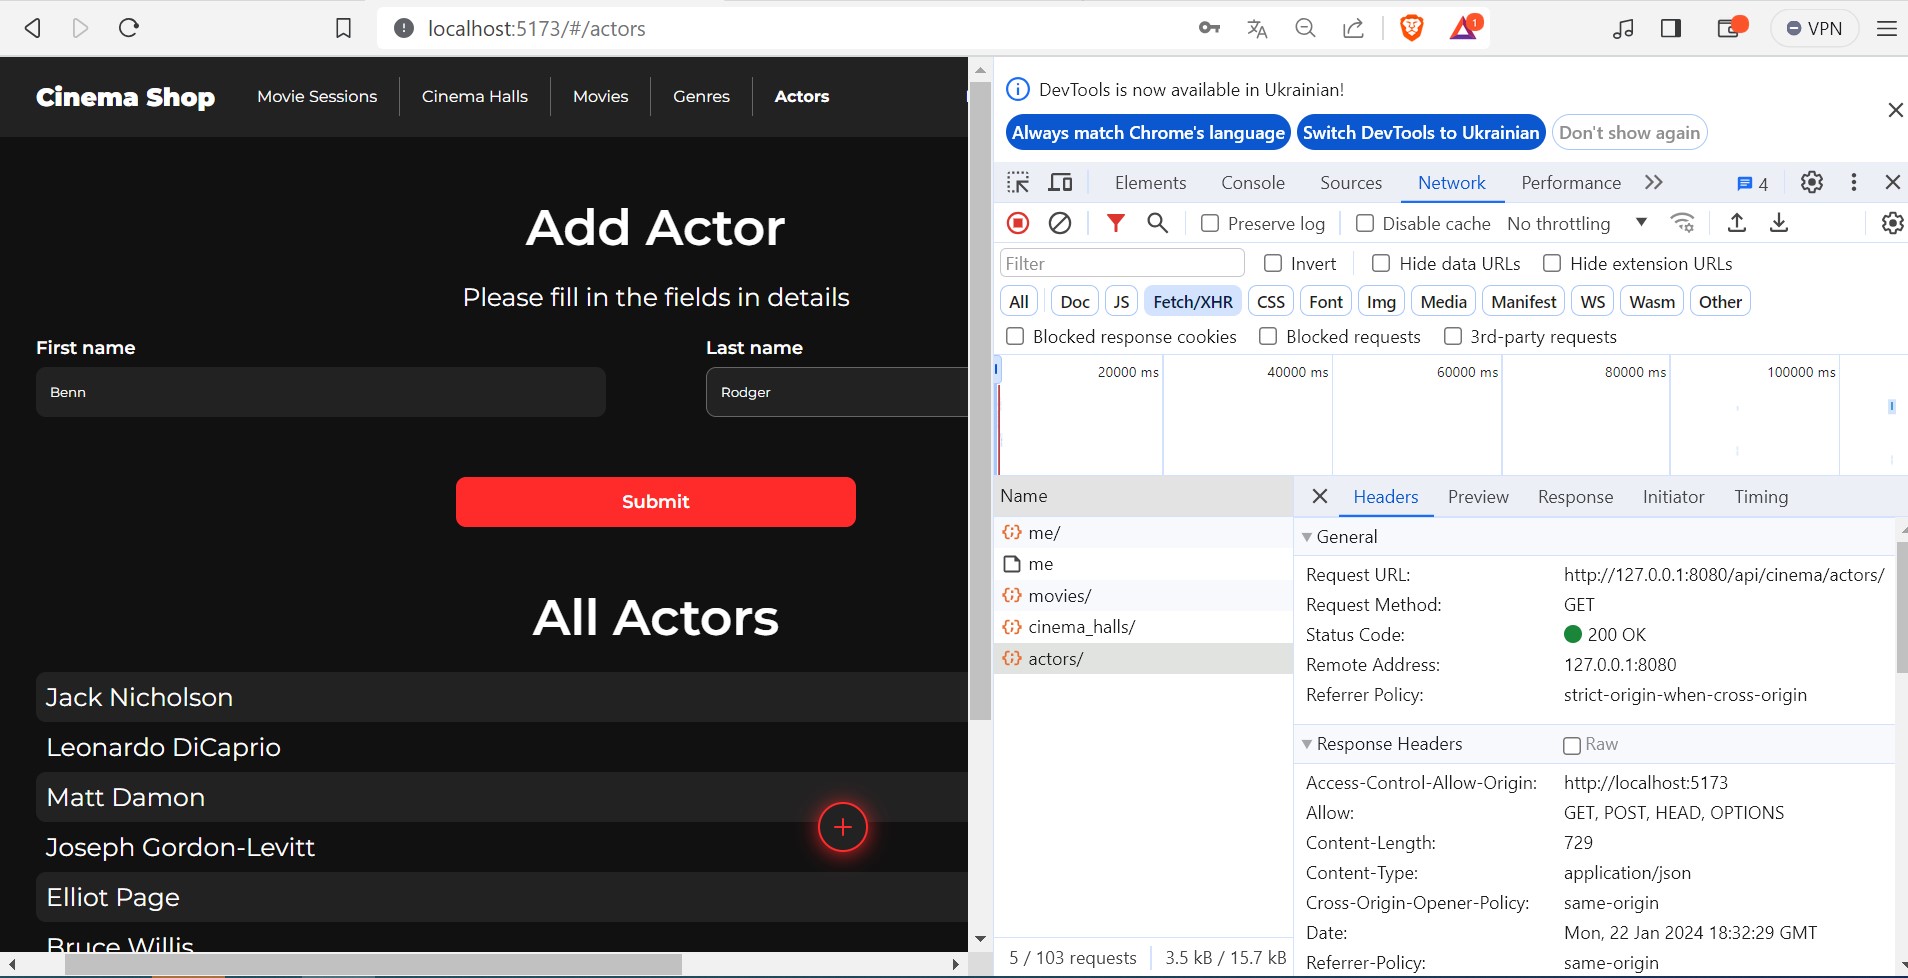 localhost:5173/#/actors
1
VPN
Cinema Shop
Movie Sessions
Cinema Halls
Movies
Genres
Actors
Add Actor
Please fill in the fields in details
First name
Last name
Benn
Rodger
Submit
All Actors
Jack Nicholson
Leonardo DiCaprio
Matt Damon
Joseph Gordon-Levitt
Elliot Page
Bruce Willis
DevTools is now available in Ukrainian!
Always match Chrome's language
Switch DevTools to Ukrainian
Don't show again
Elements
Console
Sources
Network
Performance
4
Preserve log
Disable cache
No throttling
Filter
Invert
Hide data URLs
Hide extension URLs
All
Doc
JS
Fetch/XHR
CSS
Font
Img
Media
Manifest
WS
Wasm
Other
Blocked response cookies
Blocked requests
3rd-party requests
20000 ms
40000 ms
60000 ms
80000 ms
100000 ms
Name
me/
me
movies/
cinema_halls/
actors/
5 / 103 requests
3.5 kB / 15.7 kB
Headers
Preview
Response
Initiator
Timing
General
Request URL: http://127.0.0.1:8080/api/cinema/actors/
Request Method: GET
Status Code: 200 OK
Remote Address: 127.0.0.1:8080
Referrer Policy: strict-origin-when-cross-origin
Response Headers
Raw
Access-Control-Allow-Origin: http://localhost:5173
Allow: GET, POST, HEAD, OPTIONS
Content-Length: 729
Content-Type: application/json
Cross-Origin-Opener-Policy: same-origin
Date: Mon, 22 Jan 2024 18:32:29 GMT
Referrer-Policy: same-origin